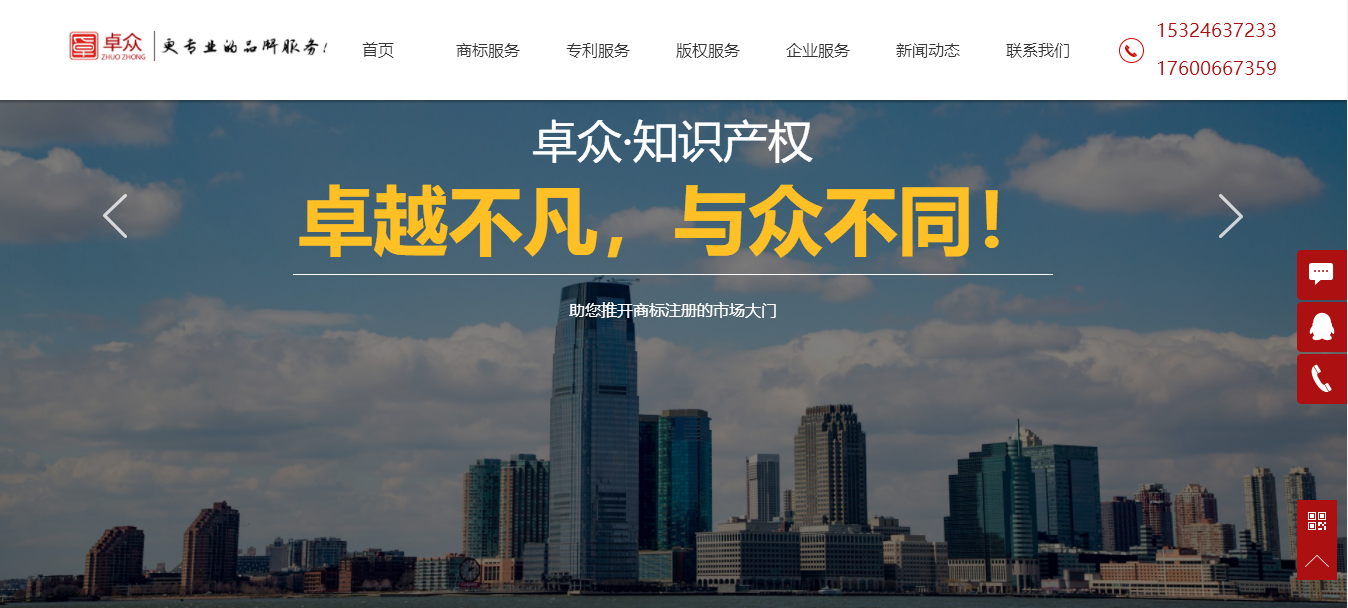 卓众
ZHUO ZHONG
更专业的品牌服务!
首页 商标服务 专利服务 版权服务 企业服务 新闻动态 联系我们
15324637233
17600667359
卓众·知识产权
卓越不凡，与众不同！
助您推开商标注册的市场大门